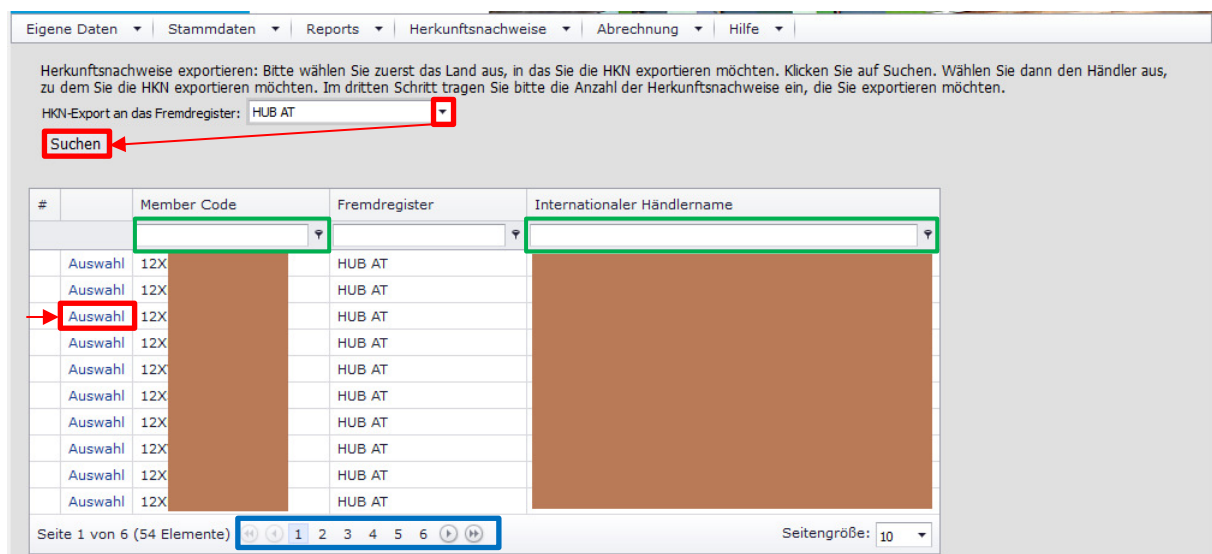 Eigene Daten Stammdaten Reports Herkunftsnachweise Abrechnung Hilfe
Herkunftsnachweise exportieren: Bitte wählen Sie zuerst das Land aus, in das Sie die HKN exportieren möchten. Klicken Sie auf Suchen. Wählen Sie dann den Händler aus,
zu dem Sie die HKN exportieren möchten. Im dritten Schritt tragen Sie bitte die Anzahl der Herkunftsnachweise ein, die Sie exportieren möchten.
HKN-Export an das Fremdregister: HUB AT
Suchen
# Member Code Fremdregister Internationaler Händlername
Auswahl 12X HUB AT
Auswahl 12X HUB AT
Auswahl 12X HUB AT
Auswahl 12X HUB AT
Auswahl 12X HUB AT
Auswahl 12X HUB AT
Auswahl 12X HUB AT
Auswahl 12X HUB AT
Auswahl 12X HUB AT
Auswahl 12X HUB AT
Seite 1 von 6 (54 Elemente) 1 2 3 4 5 6 Seitengröße: 10